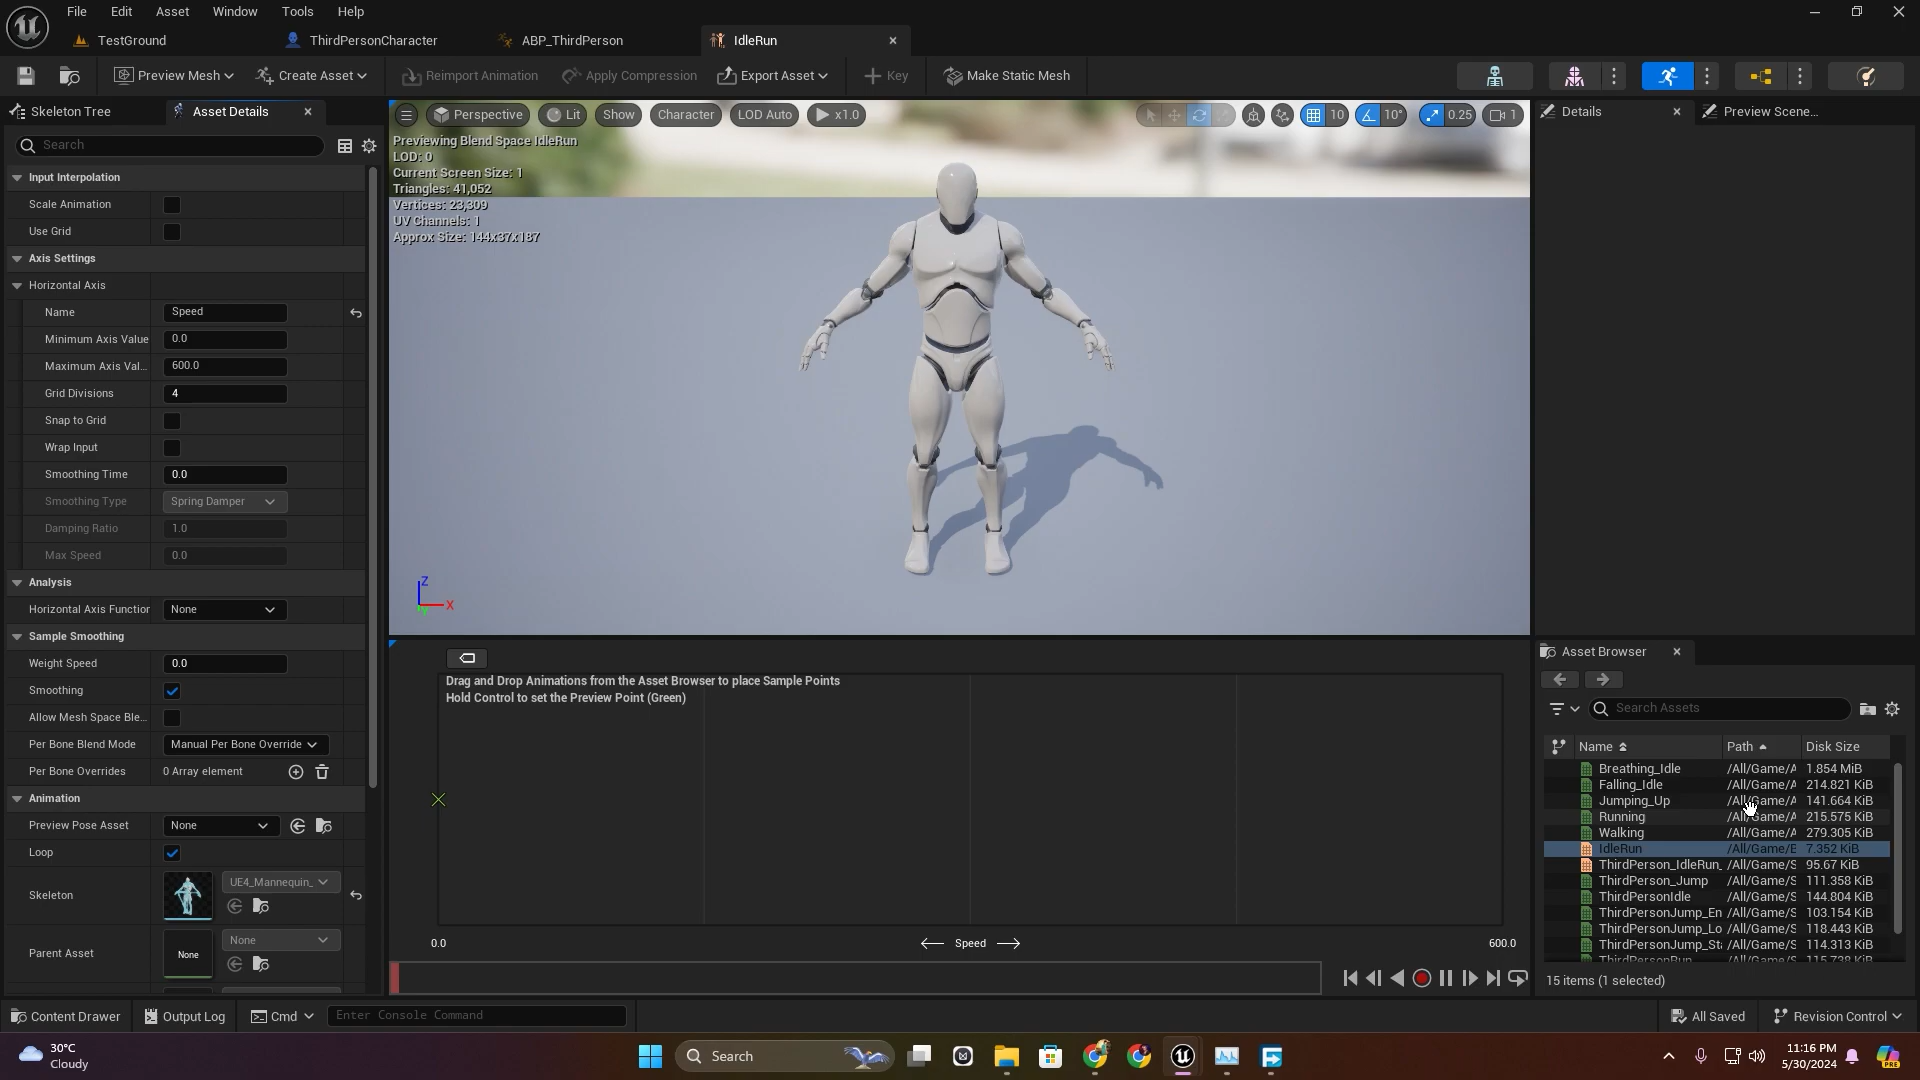 File Edit Asset Window Tools Help
TestGround ThirdPersonCharacter ABP_ThirdPerson IdleRun
Preview Mesh Create Asset Reimport Animation Apply Compression Export Asset Key Make Static Mesh
Skeleton Tree Asset Details
Search
Input Interpolation
Scale Animation
Use Grid
Axis Settings
Horizontal Axis
Name Speed
Minimum Axis Value 0.0
Maximum Axis Val... 600.0
Grid Divisions 4
Snap to Grid
Wrap Input
Smoothing Time 0.0
Smoothing Type Spring Damper
Damping Ratio 1.0
Max Speed 0.0
Analysis
Horizontal Axis Function None
Sample Smoothing
Weight Speed 0.0
Smoothing
Allow Mesh Space Ble...
Per Bone Blend Mode Manual Per Bone Override
Per Bone Overrides 0 Array element
Animation
Preview Pose Asset None
Loop
Skeleton UE4_Mannequin_
Parent Asset None None
Perspective Lit Show Character LOD Auto x1.0 10 10° 0.25 1
Previewing Blend Space IdleRun
LOD: 0
Current Screen Size: 1
Triangles: 41,052
Vertices: 23,309
UV Channels: 1
Approx Size: 144x37x187
Z
X
Y
Drag and Drop Animations from the Asset Browser to place Sample Points
Hold Control to set the Preview Point (Green)
0.0 Speed 600.0
Details Preview Scene...
Asset Browser
Search Assets
Name Path Disk Size
Breathing_Idle /All/Game/A 1.854 MiB
Falling_Idle /All/Game/A 214.821 KiB
Jumping_Up /All/Game/A 141.664 KiB
Running /All/Game/A 215.575 KiB
Walking /All/Game/A 279.305 KiB
IdleRun /All/Game/E 7.352 KiB
ThirdPerson_IdleRun_ /All/Game/S 95.67 KiB
ThirdPerson_Jump /All/Game/S 111.358 KiB
ThirdPersonIdle /All/Game/S 144.804 KiB
ThirdPersonJump_En /All/Game/S 103.154 KiB
ThirdPersonJump_Lo /All/Game/S 118.443 KiB
ThirdPersonJump_Sta /All/Game/S 114.313 KiB
ThirdPersonRun /All/Game/S 115.738 KiB
15 items (1 selected)
Content Drawer Output Log Cmd Enter Console Command All Saved Revision Control
30°C
Cloudy
Search
11:16 PM
5/30/2024
PRE